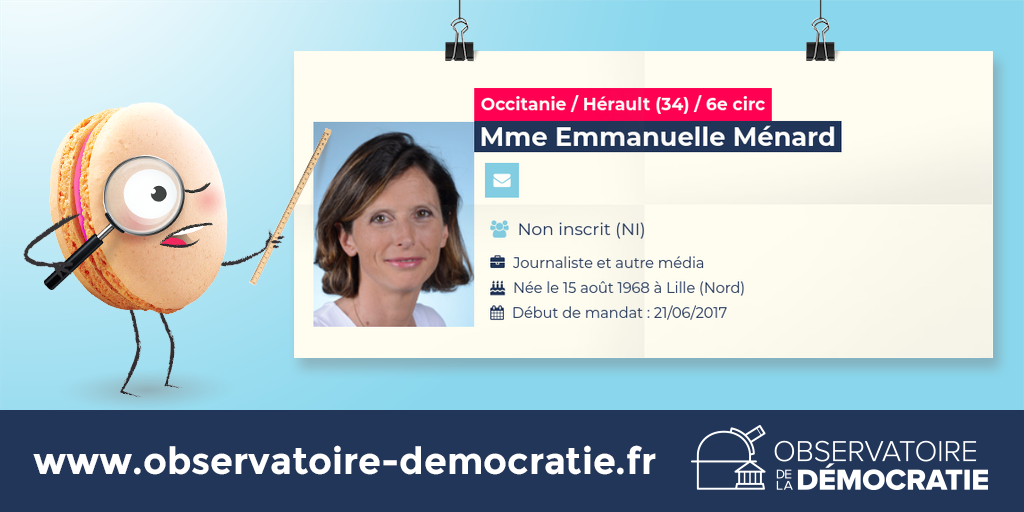 Occitanie / Hérault (34) / 6e circ
Mme Emmanuelle Ménard
Non inscrit (NI)
Journaliste et autre média
Née le 15 août 1968 à Lille (Nord)
Début de mandat : 21/06/2017
www.observatoire-democratie.fr
OBSERVATOIRE
DE LA DÉMOCRATIE